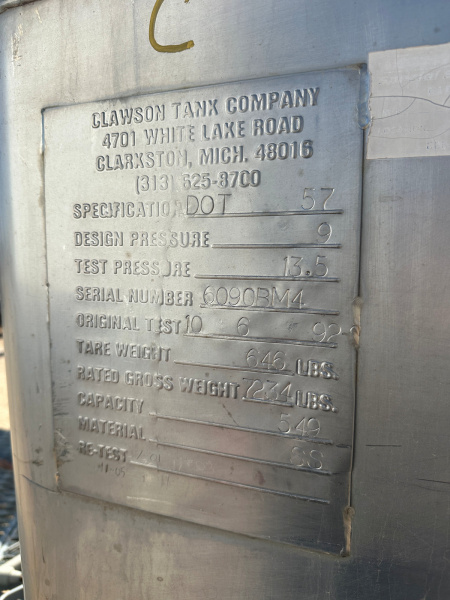 C
CLAWSON TANK COMPANY
4701 WHITE LAKE ROAD
CLARKSTON, MICH. 48016
(313) 625-8700
SPECIFICATION DOT 57
DESIGN PRESSURE 9
TEST PRESSURE 13.5
SERIAL NUMBER 6090BM4
ORIGINAL TEST 10 6 92
TARE WEIGHT 646 LBS.
RATED GROSS WEIGHT 7834 LBS.
CAPACITY 549
MATERIAL SS
RE-TEST